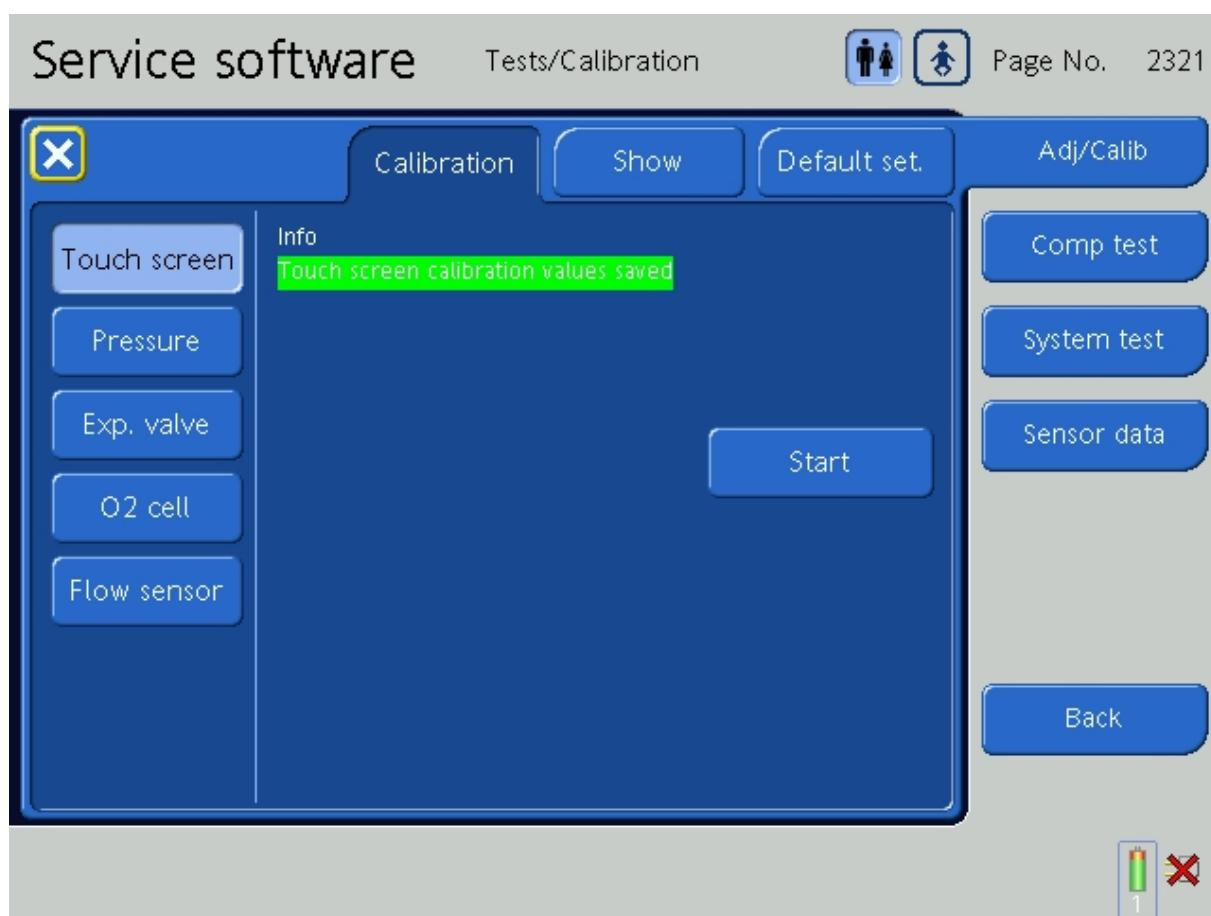 Service software
Tests/Calibration
Page No. 2321
Calibration
Show
Default set.
Adj/Calib
Touch screen
Info
Touch screen calibration values saved
Comp test
Pressure
System test
Exp. valve
Sensor data
Start
O2 cell
Flow sensor
Back
1